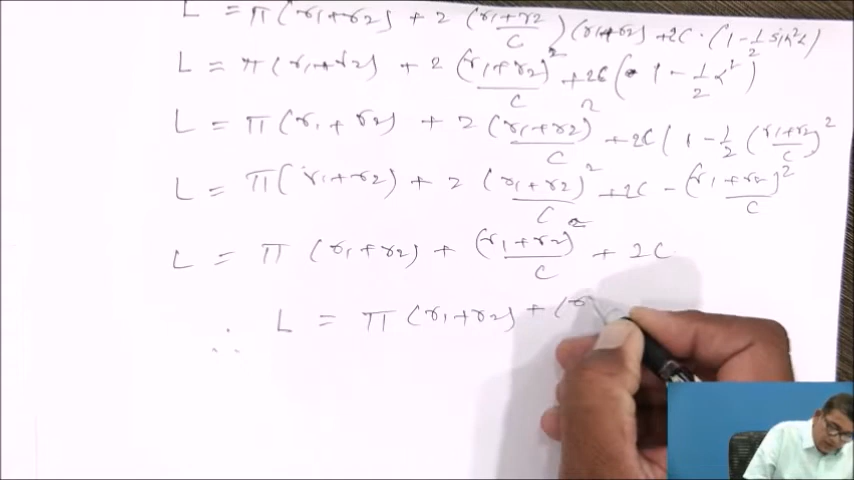 L = π(r1+r2) + 2 (r1+r2 / C) (r1+r2) + 2C · (1 - 1/2 sin²α)
L = π(r1+r2) + 2 (r1+r2)² / C + 2C (1 - 1/2 α²)
L = π(r1+r2) + 2 (r1+r2)² / C + 2C (1 - 1/2 (r1+r2 / C)²
L = π(r1+r2) + 2 (r1+r2)² / C + 2C - (r1+r2)² / C
L = π(r1+r2) + (r1+r2)² / C + 2C
∴ L = π(r1+r2) + (r